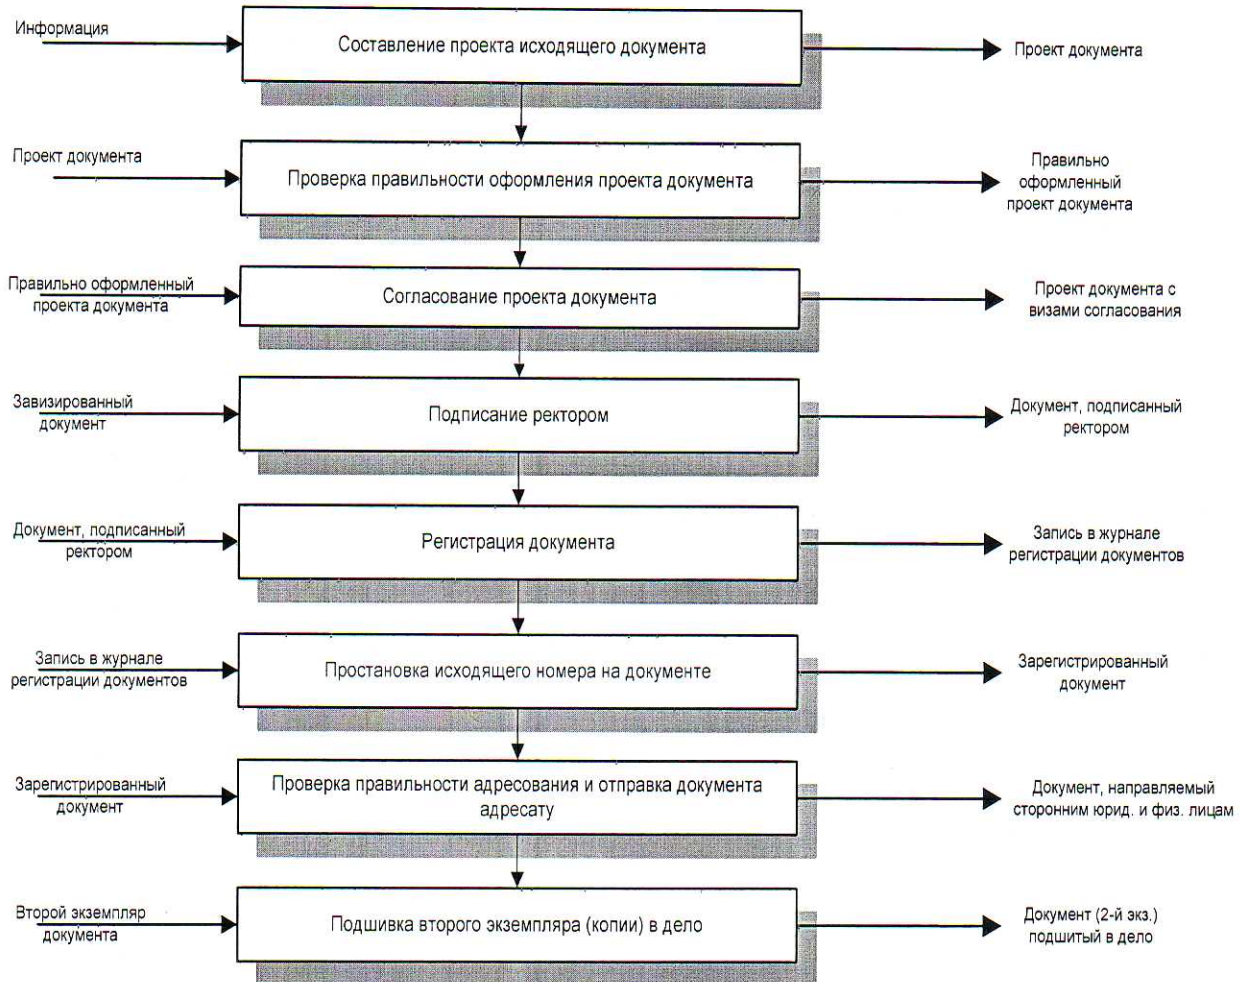 Информация
Составление проекта исходящего документа
Проект документа
Проект документа
Проверка правильности оформления проекта документа
Правильно
оформленный
проект документа
Правильно оформленный
проекта документа
Согласование проекта документа
Проект документа с
визами согласования
Завизированный
документ
Подписание ректором
Документ, подписанный
ректором
Документ, подписанный
ректором
Регистрация документа
Запись в журнале
регистрации документов
Запись в журнале
регистрации документов
Простановка исходящего номера на документе
Зарегистрированный
документ
Зарегистрированный
документ
Проверка правильности адресования и отправка документа
адресату
Документ, направляемый
сторонним юрид. и физ. лицам
Второй экземпляр
документа
Подшивка второго экземпляра (копии) в дело
Документ (2-й экз.)
подшитый в дело